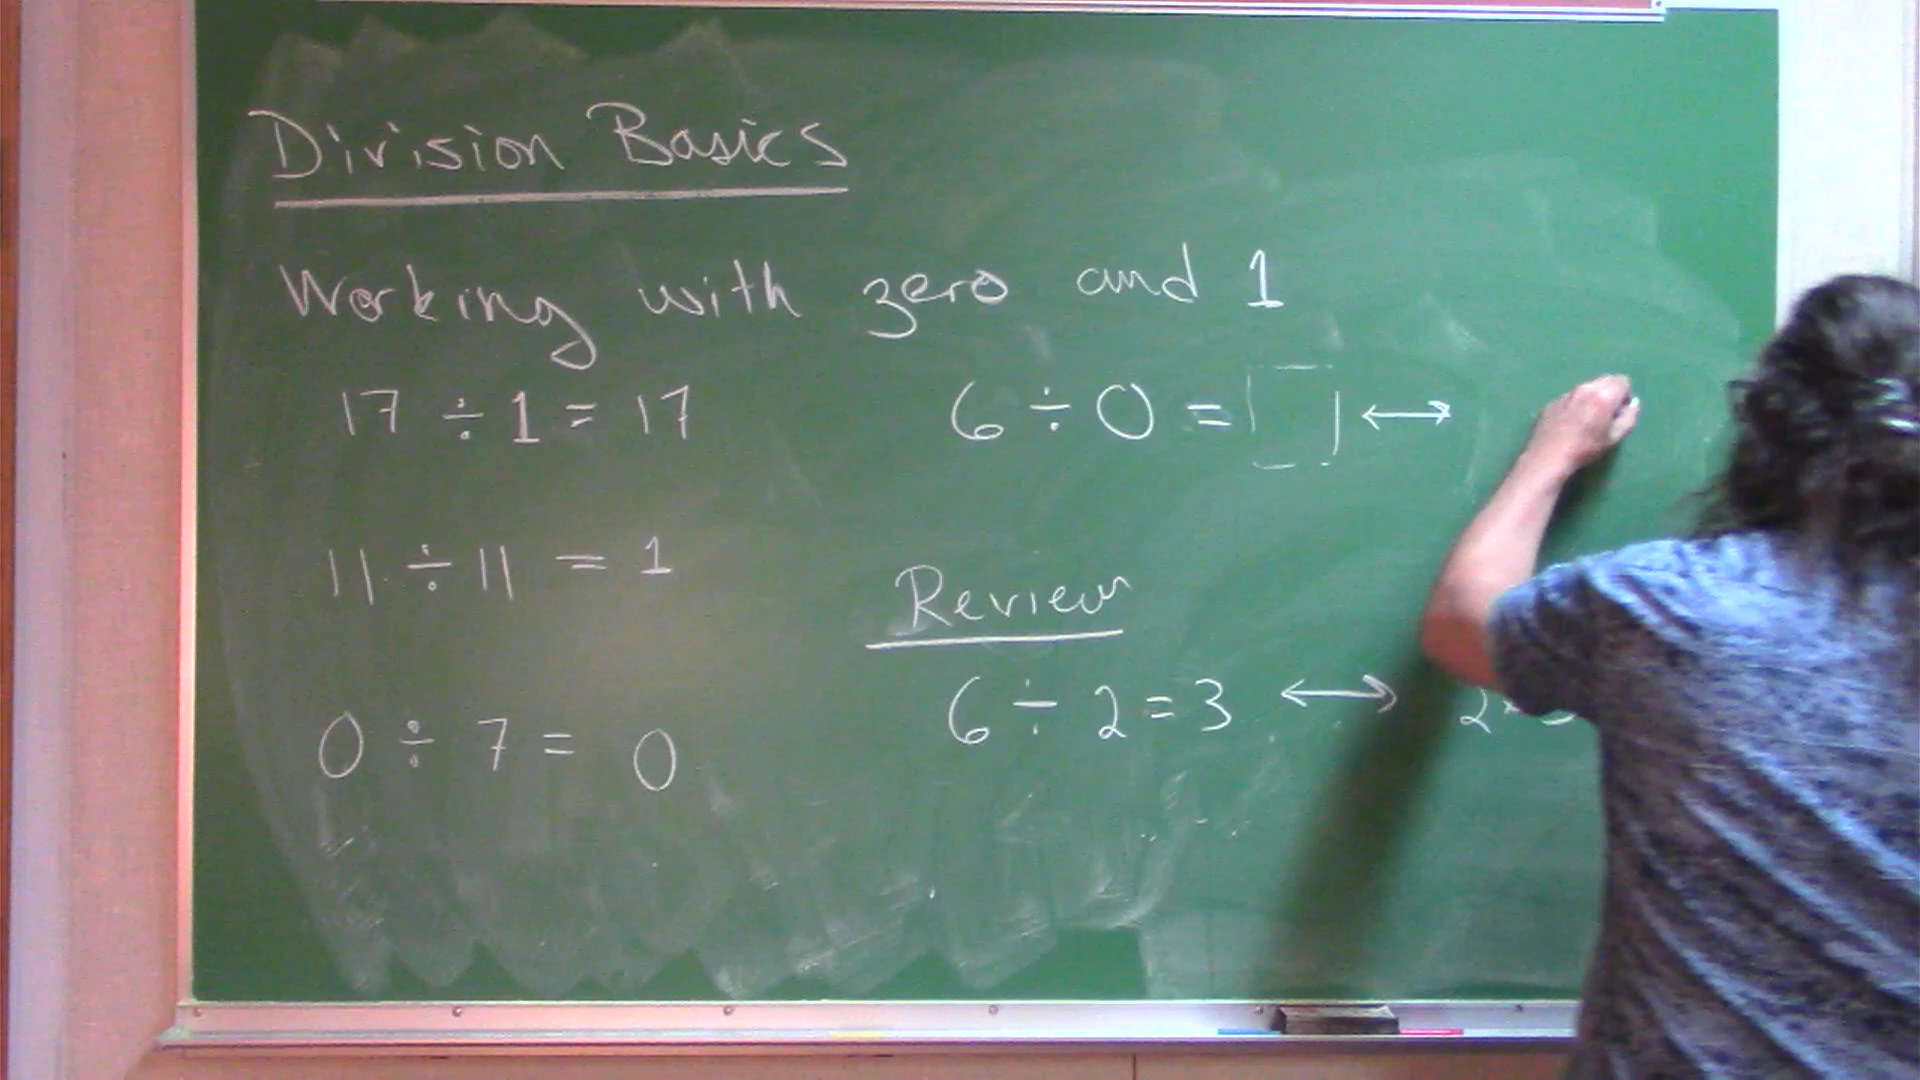 Division Basics
Working with zero and 1
17 ÷ 1 = 17
11 ÷ 11 = 1
0 ÷ 7 = 0
6 ÷ 0 = [ ] ↔
Review
6 ÷ 2 = 3 ↔ 2